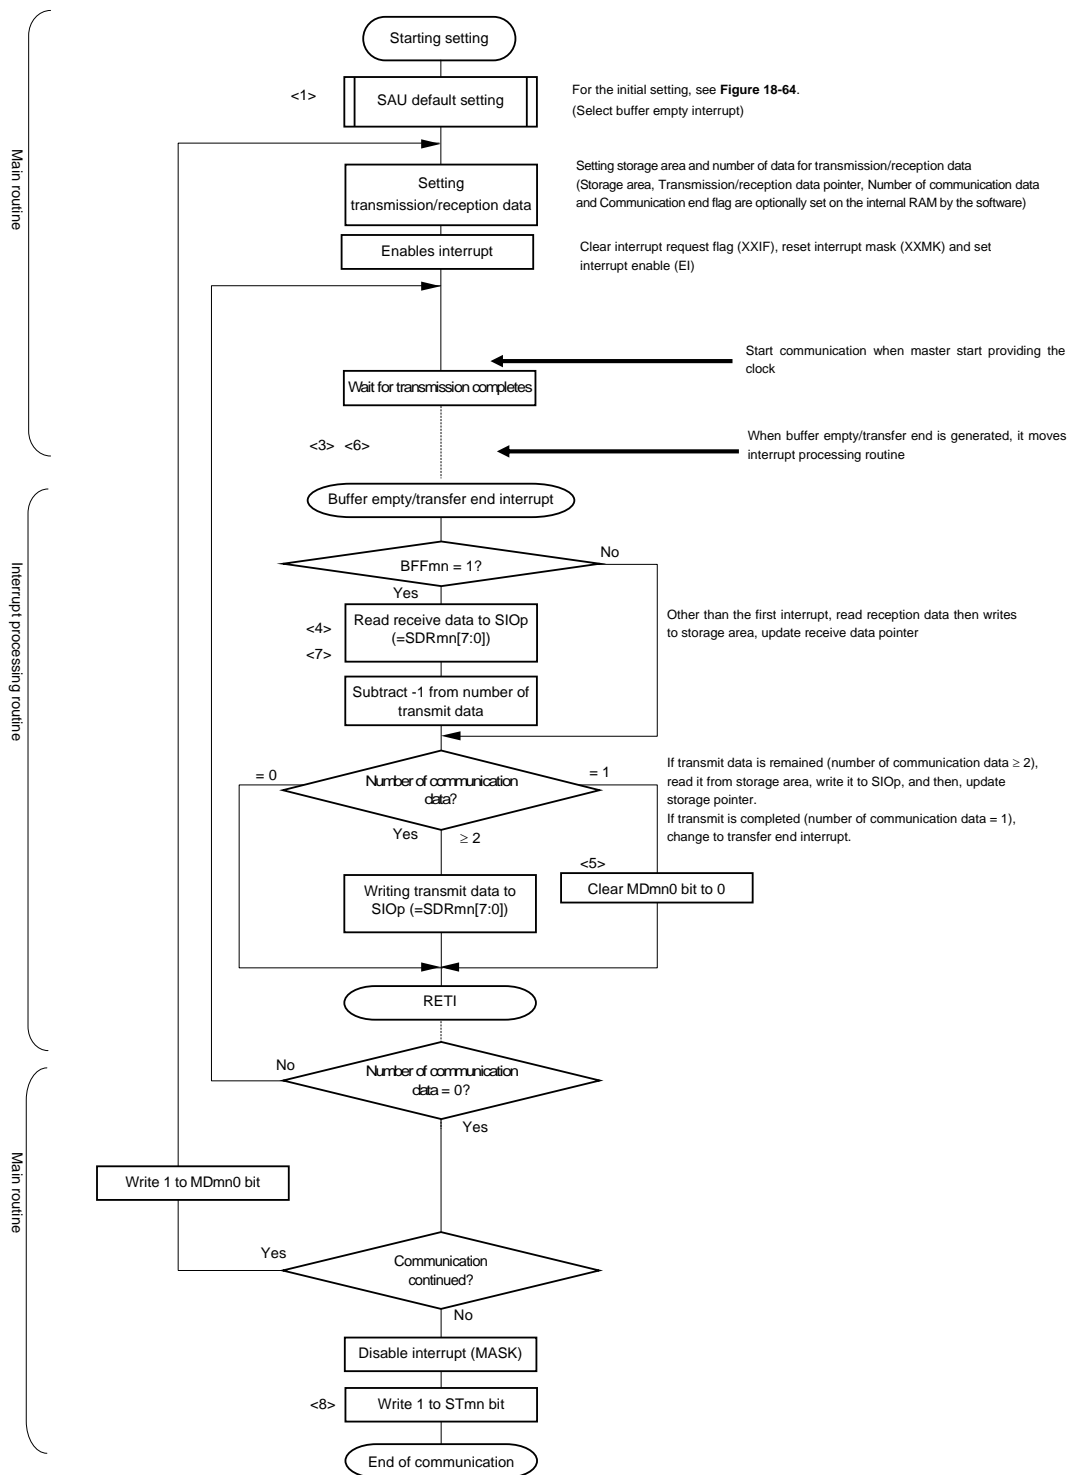 Starting setting
<1>
SAU default setting
For the initial setting, see Figure 18-64.
(Select buffer empty interrupt)
Main routine
Setting
transmission/reception data
Setting storage area and number of data for transmission/reception data
(Storage area, Transmission/reception data pointer, Number of communication data
and Communication end flag are optionally set on the internal RAM by the software)
Enables interrupt
Clear interrupt request flag (XXIF), reset interrupt mask (XXMK) and set
interrupt enable (EI)
Start communication when master start providing the
clock
Wait for transmission completes
<3> <6>
When buffer empty/transfer end is generated, it moves
interrupt processing routine
Buffer empty/transfer end interrupt
Interrupt processing routine
BFFmn = 1?
No
Yes
<4>
<7>
Read receive data to SIOp
(=SDRmn[7:0])
Other than the first interrupt, read reception data then writes
to storage area, update receive data pointer
Subtract -1 from number of
transmit data
= 0
Number of communication
data?
= 1
If transmit data is remained (number of communication data ≥ 2),
read it from storage area, write it to SIOp, and then, update
storage pointer.
If transmit is completed (number of communication data = 1),
change to transfer end interrupt.
Yes
≥ 2
<5>
Writing transmit data to
SIOp (=SDRmn[7:0])
Clear MDmn0 bit to 0
RETI
No
Number of communication
data = 0?
Yes
Main routine
Write 1 to MDmn0 bit
Yes
Communication
continued?
No
Disable interrupt (MASK)
<8>
Write 1 to STmn bit
End of communication